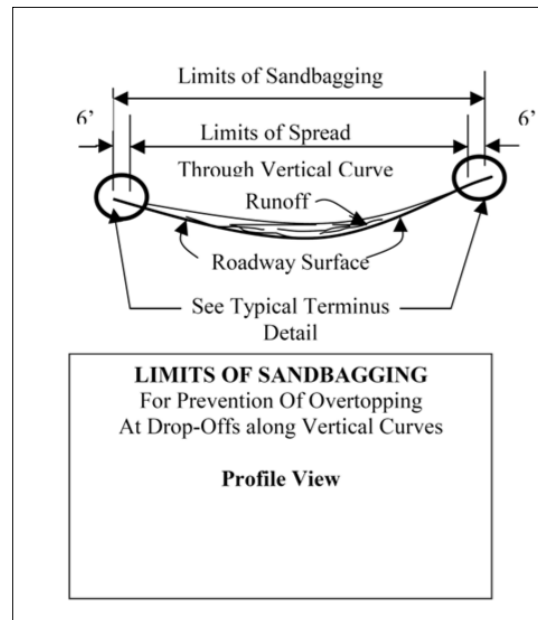 Limits of Sandbagging
6’
6’
Limits of Spread
Through Vertical Curve
Runoff
Roadway Surface
See Typical Terminus
Detail
LIMITS OF SANDBAGGING
For Prevention Of Overtopping
At Drop-Offs along Vertical Curves
Profile View